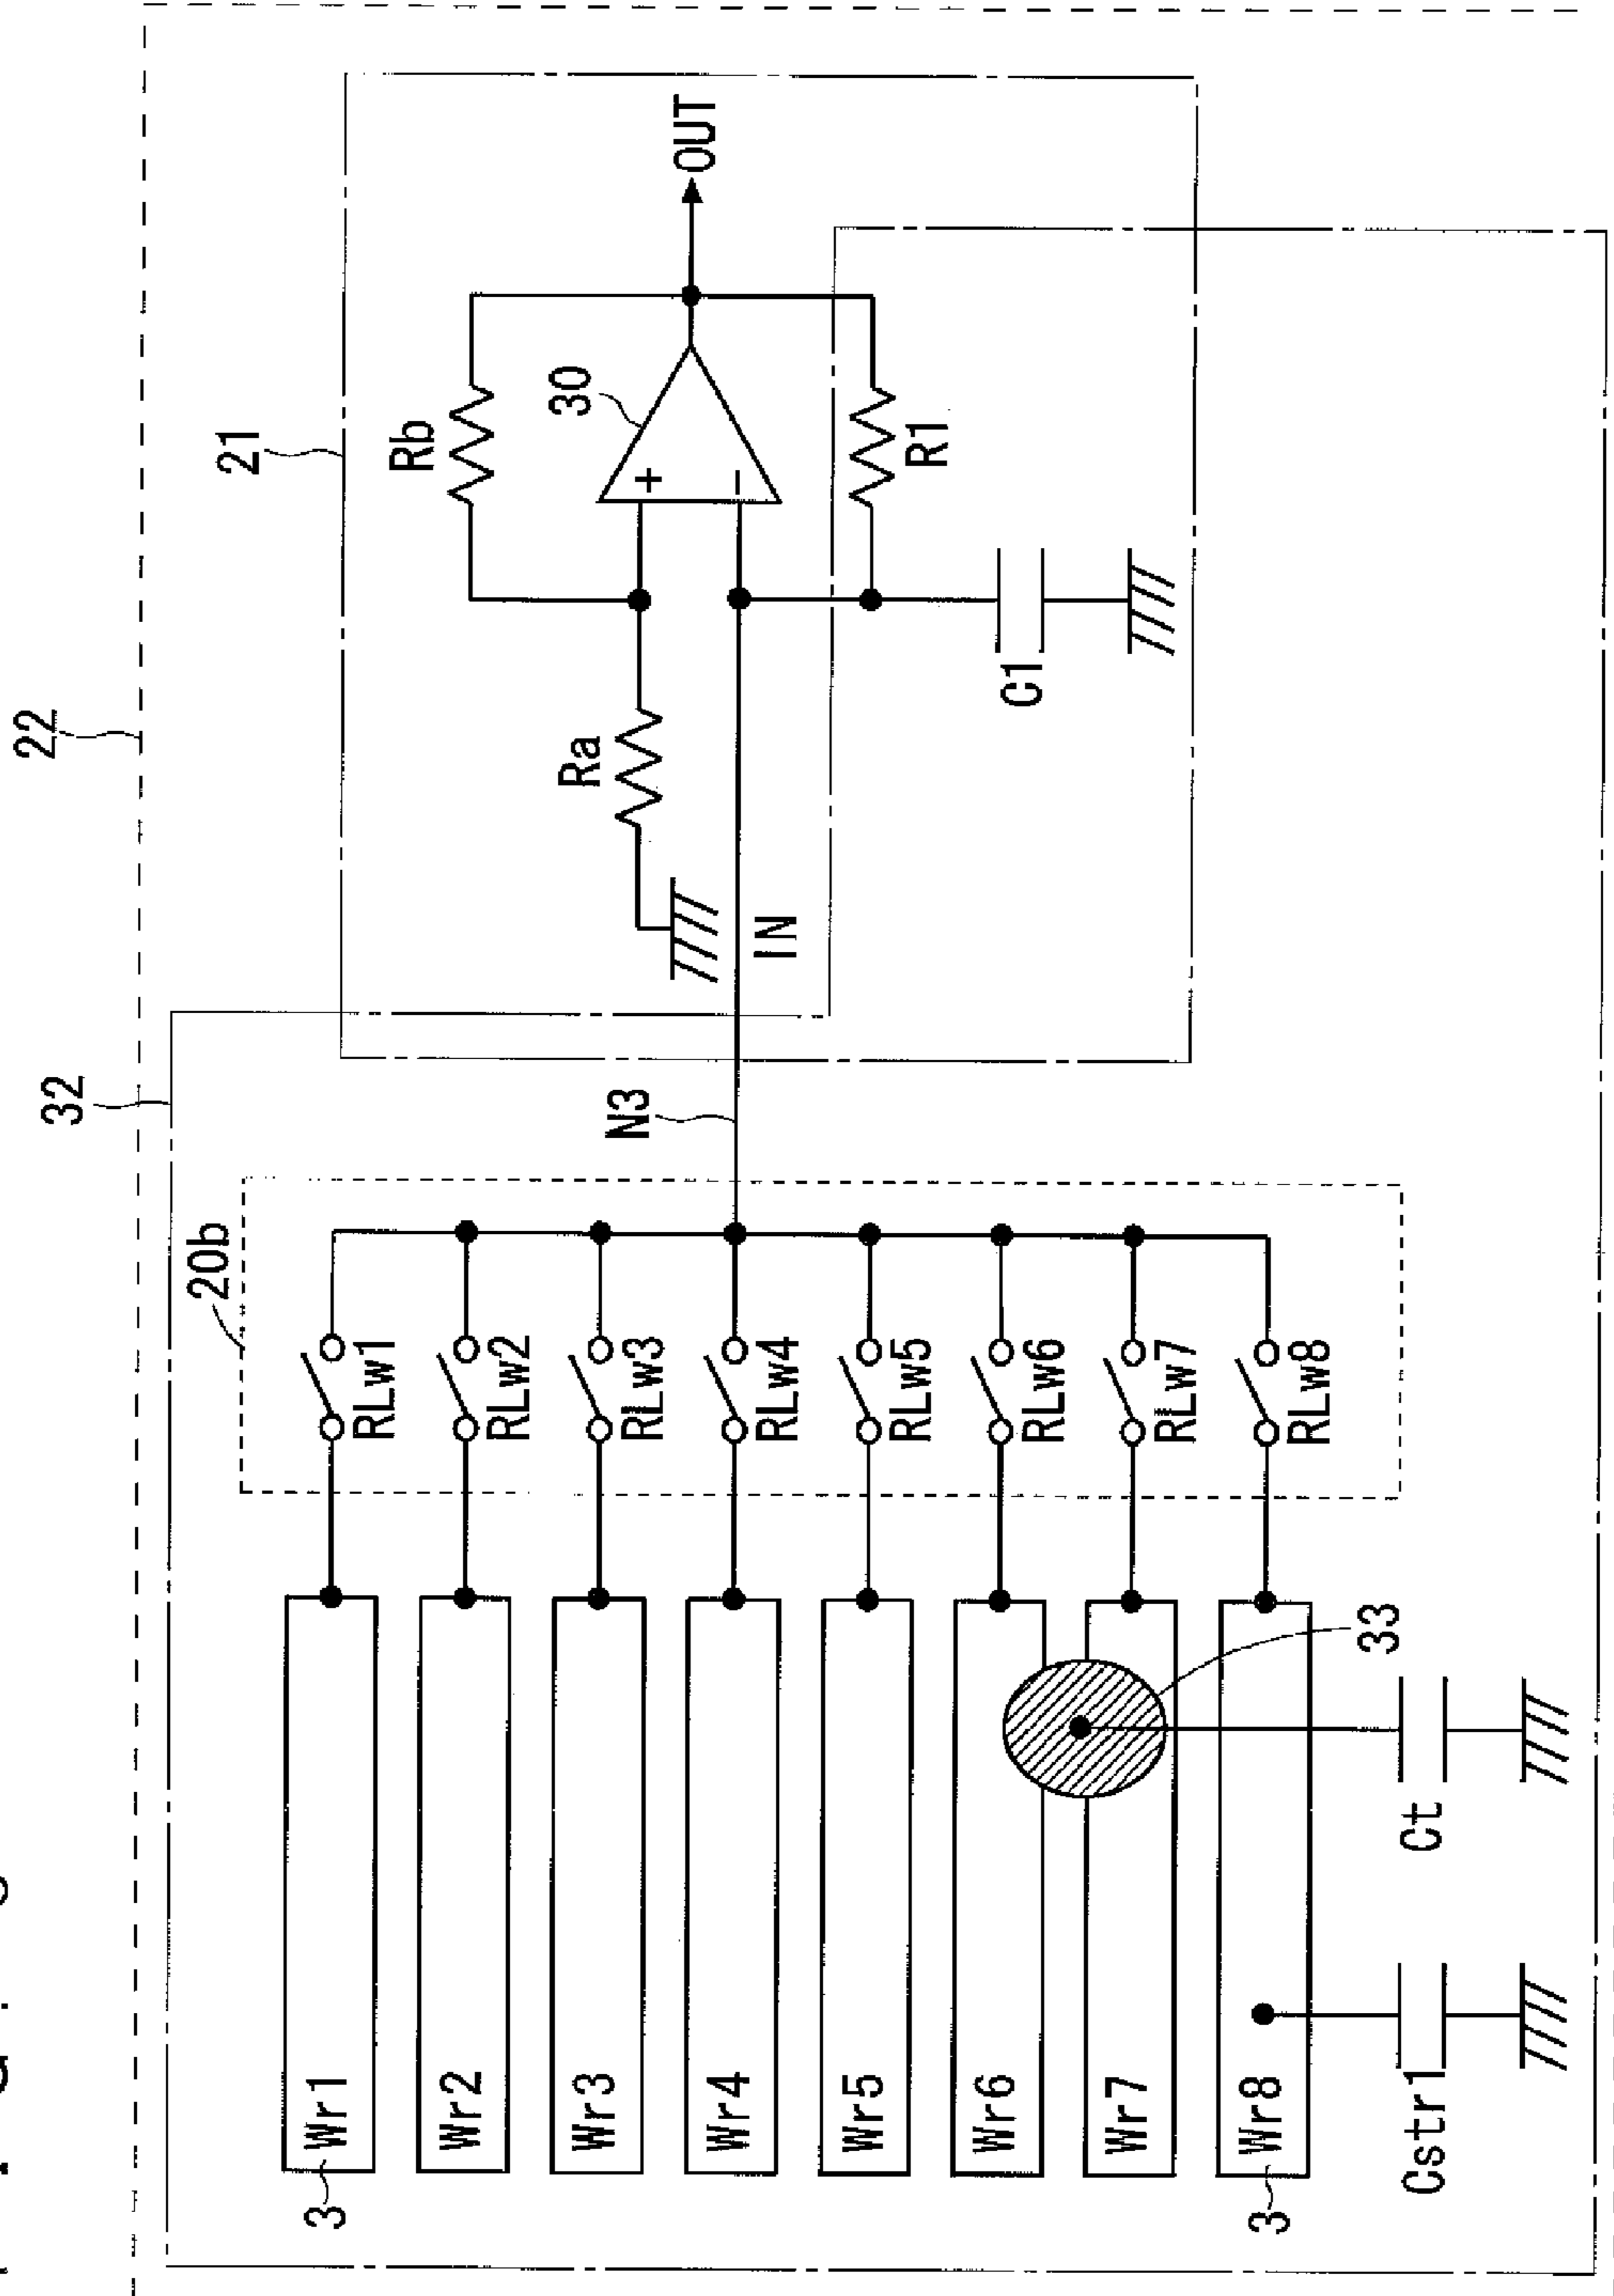 22
32
21
20b
N3
Rb
30
OUT
+
−
Ra
IN
R1
C1
RLw1
RLw2
RLw3
RLw4
RLw5
RLw6
RLw7
RLw8
Wr1
Wr2
Wr3
Wr4
Wr5
Wr6
Wr7
Wr8
3
3
33
Ct
Cstr1